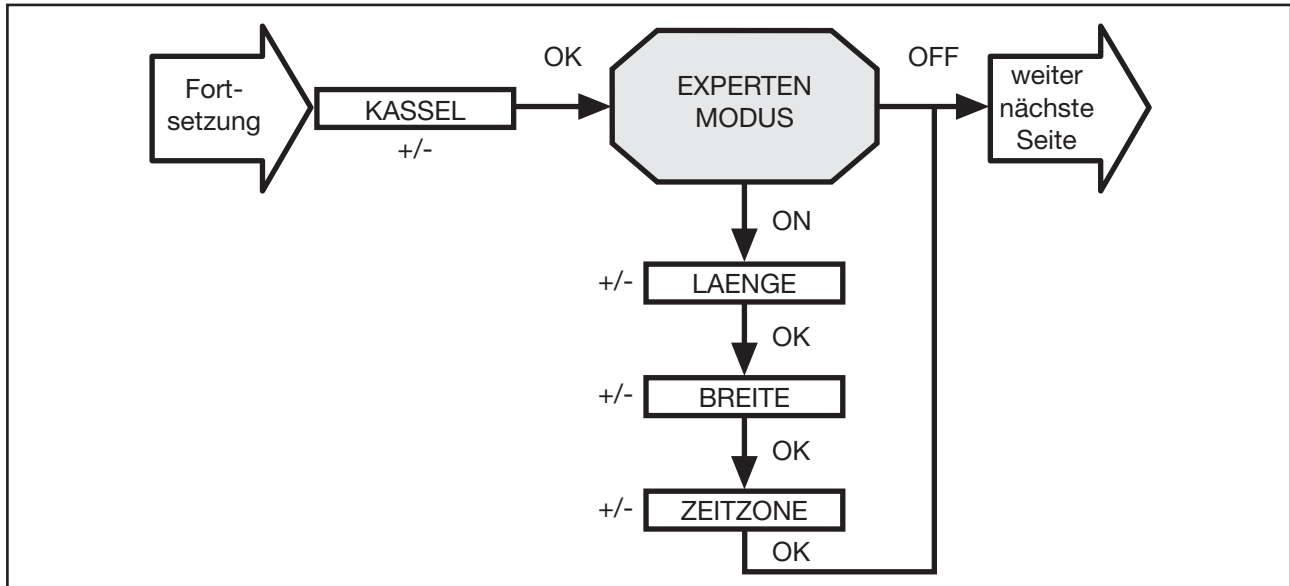 Fort-
setzung
KASSEL
+/-
OK
EXPERTEN
MODUS
OFF
weiter
nächste
Seite
ON
+/- LAENGE
OK
+/- BREITE
OK
+/- ZEITZONE
OK